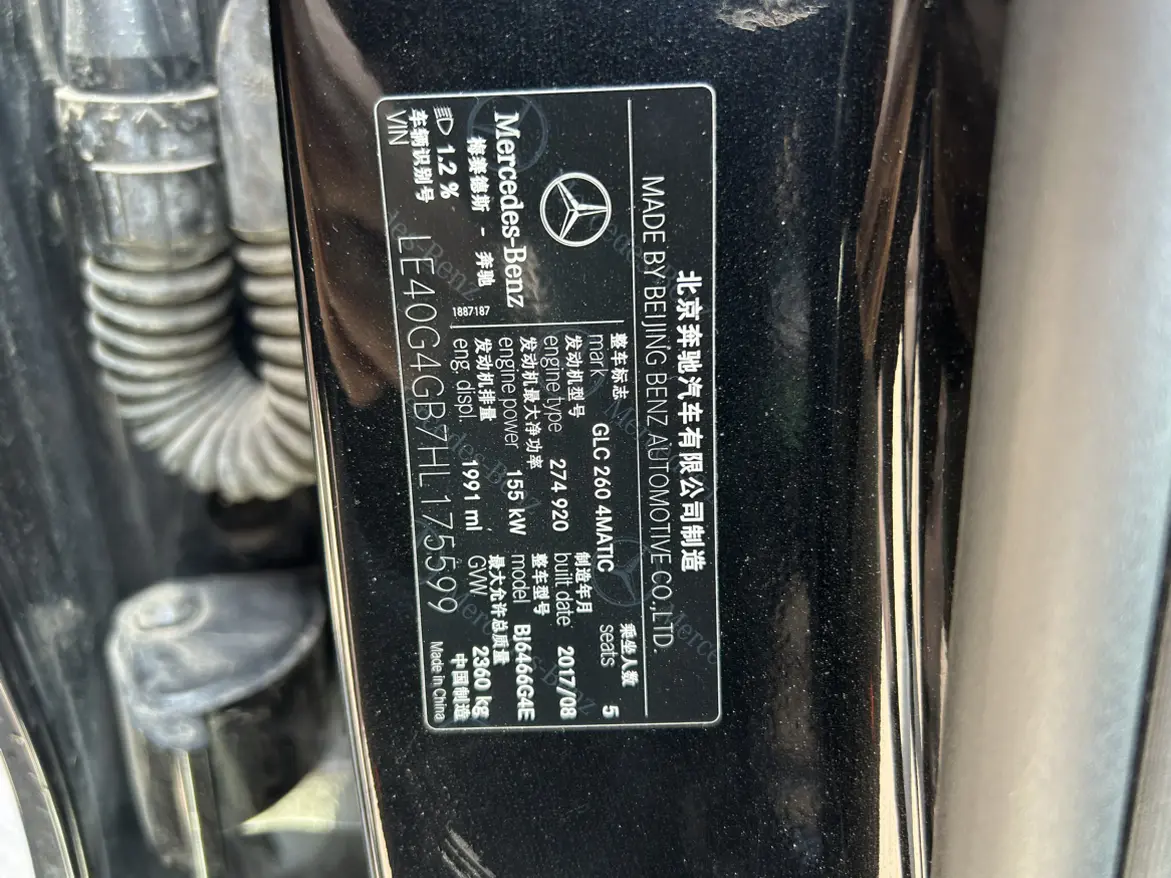 北京奔驰汽车有限公司制造
MADE BY BEIJING BENZ AUTOMOTIVE CO.,LTD.
Mercedes-Benz
梅赛德斯 - 奔驰
1.2 %
1887187
整车标志
mark GLC 260 4MATIC
乘坐人数
seats 5
发动机型号
engine type 274 920
制造年月
built date 2017/08
发动机最大净功率
engine power 155 kW
整车型号
model BJ6466G4E
发动机排量
eng. displ. 1991 ml
最大允许总质量
GVW 2360 kg
车辆识别号
VIN LE40G4GB7HL175599
中国制造
Made in China